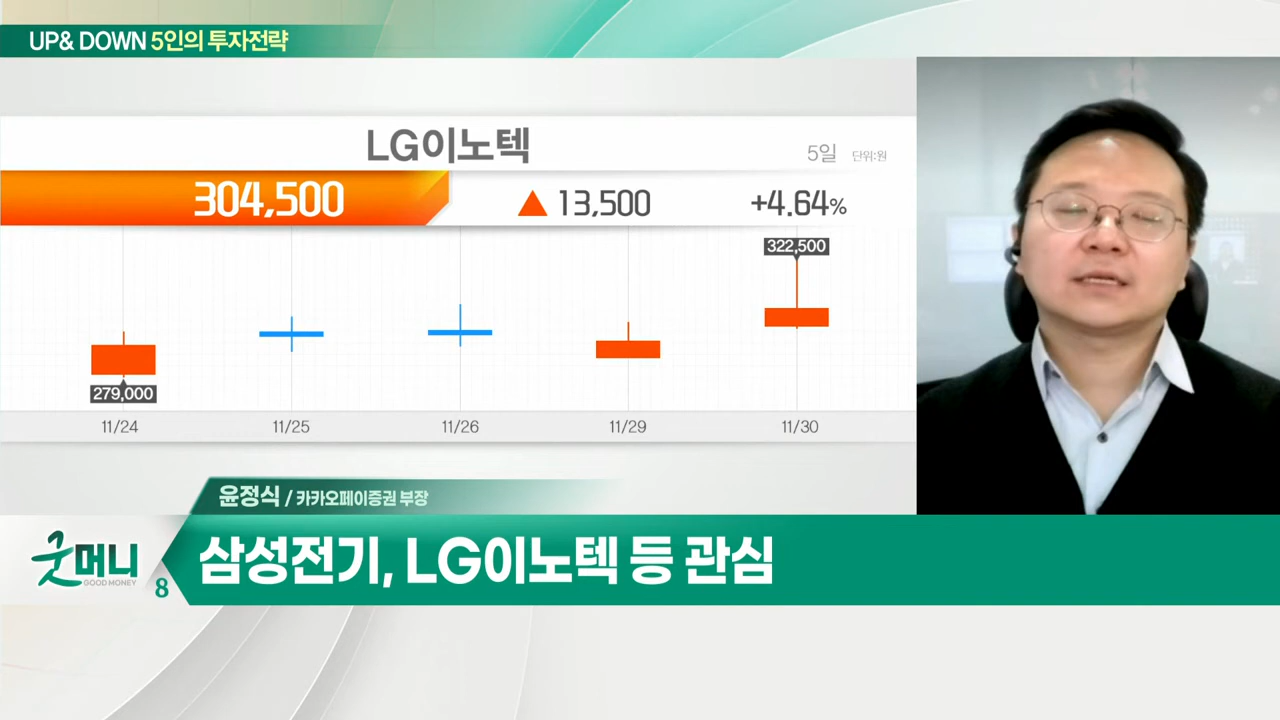 UP& DOWN 5인의 투자전략
LG이노텍
5일 단위:원
304,500 ▲ 13,500 +4.64%
322,500
279,000
11/24 11/25 11/26 11/29 11/30
윤정식 / 카카오페이증권 부장
굿머니
GOOD MONEY
8
삼성전기, LG이노텍 등 관심